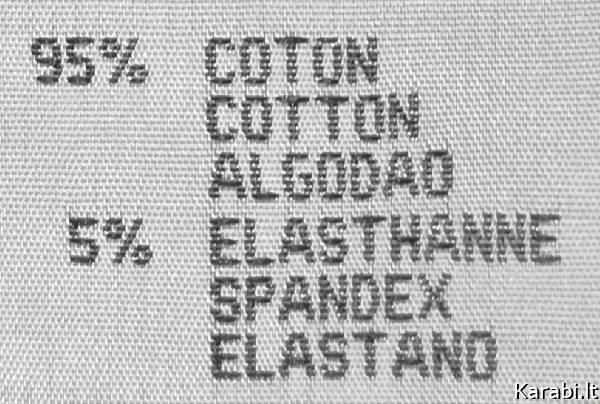 95% COTON
COTTON
ALGODAO
5% ELASTHANNE
SPANDEX
ELASTANO
Karabi.lt